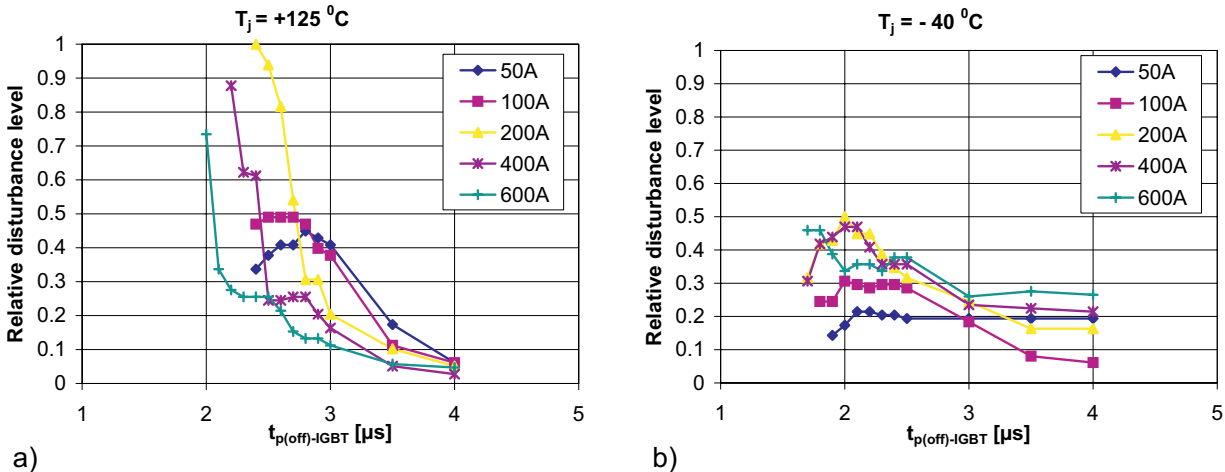 T_j = +125 ⁰C
Relative disturbance level
1
0.9
0.8
0.7
0.6
0.5
0.4
0.3
0.2
0.1
0
1 2 3 4 5
t_p(off)-IGBT [µs]
50A
100A
200A
400A
600A
a)
T_j = - 40 ⁰C
Relative disturbance level
1
0.9
0.8
0.7
0.6
0.5
0.4
0.3
0.2
0.1
0
1 2 3 4 5
t_p(off)-IGBT [µs]
50A
100A
200A
400A
600A
b)